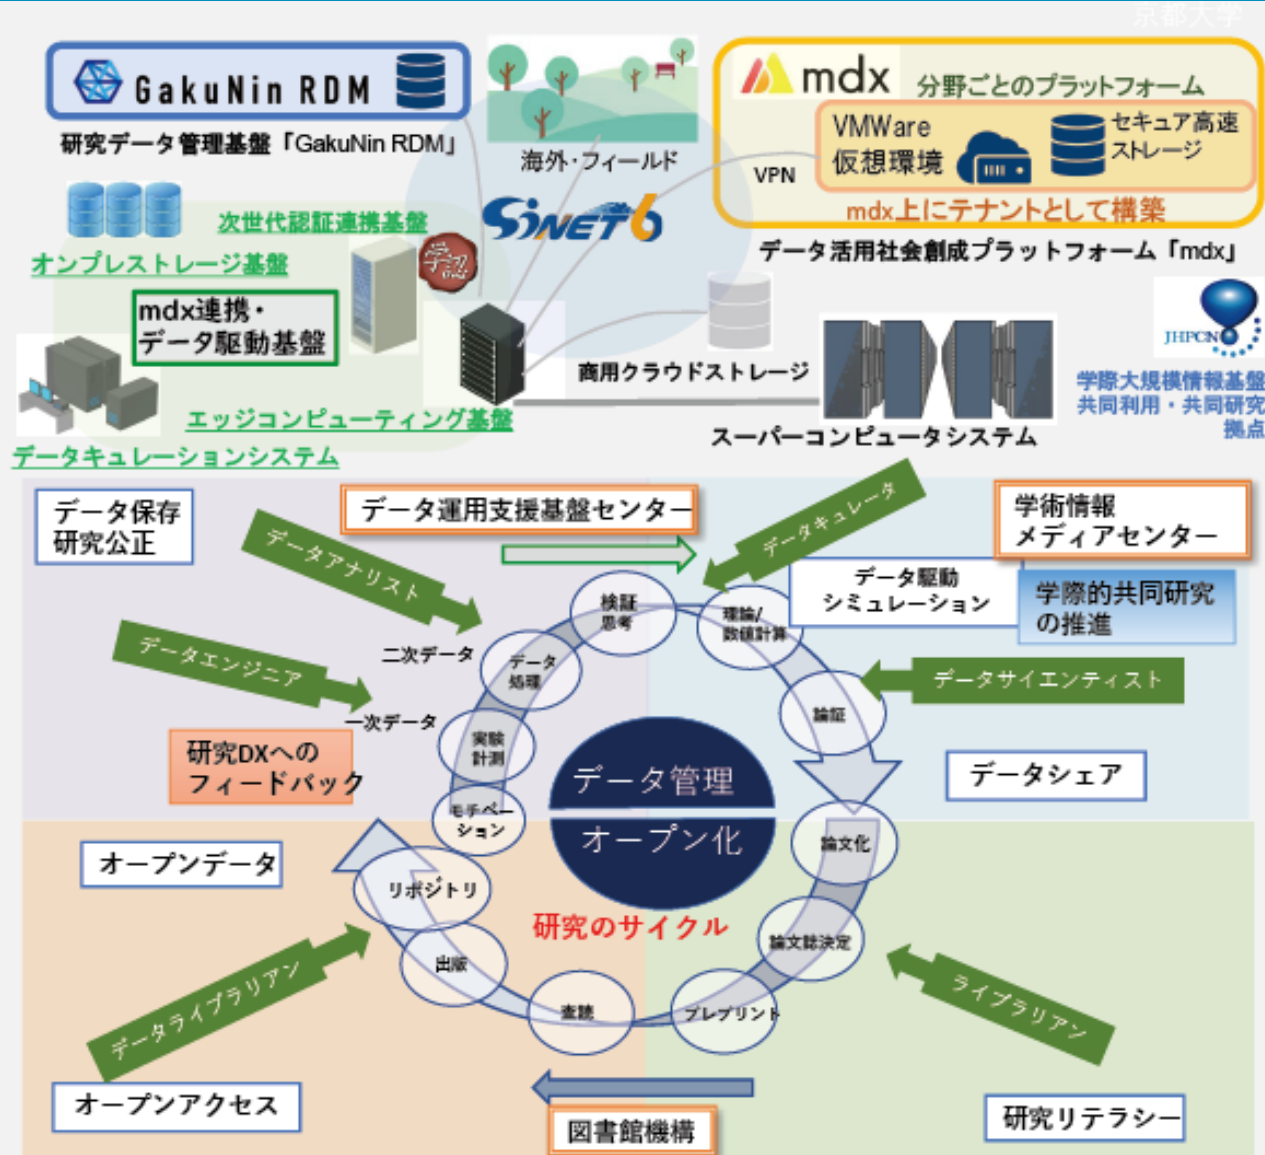 京都大学
GakuNin RDM
研究データ管理基盤「GakuNin RDM」
海外・フィールド
mdx
分野ごとのプラットフォーム
VMWare
仮想環境
セキュア高速
ストレージ
VPN
mdx上にテナントとして構築
データ活用社会創成プラットフォーム「mdx」
SINET6
次世代認証連携基盤
オンプレストレージ基盤
学認
mdx連携・
データ駆動基盤
商用クラウドストレージ
JHPCN
学際大規模情報基盤
共同利用・共同研究
拠点
エッジコンピューティング基盤
データキュレーションシステム
スーパーコンピュータシステム
データ保存
研究公正
データ運用支援基盤センター
データキュレータ
学術情報
メディアセンター
データアナリスト
データ駆動
シミュレーション
学際的共同研究
の推進
検証
思考
理論/
数値計算
データエンジニア
二次データ
データ
処理
データサイエンティスト
論証
一次データ
実験
計測
研究DXへの
フィードバック
データ管理
データシェア
モチベー
ション
オープン化
論文化
オープンデータ
リポジトリ
研究のサイクル
論文誌決定
出版
データライブラリアン
ライブラリアン
査読
プレプリント
オープンアクセス
図書館機構
研究リテラシー